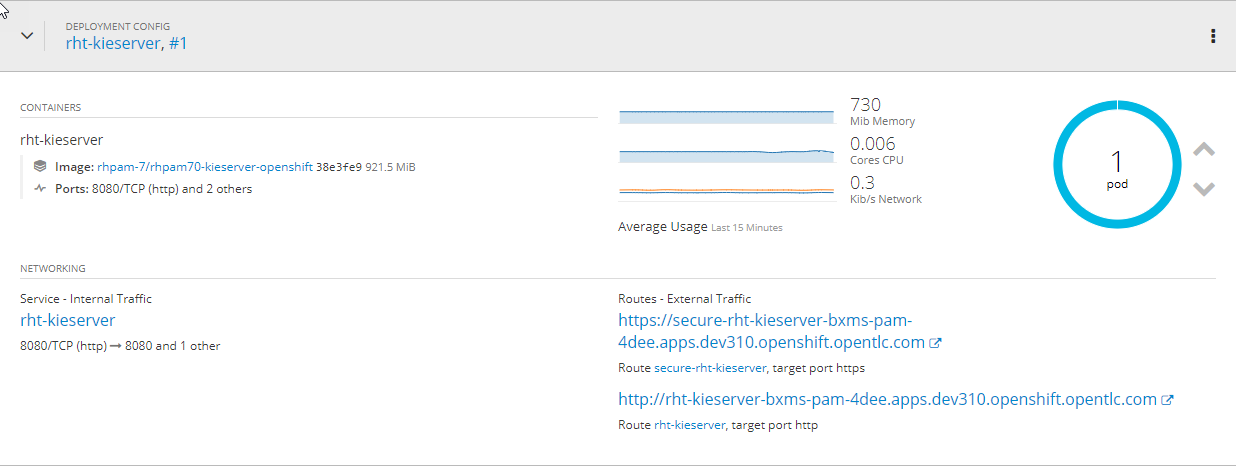 DEPLOYMENT CONFIG
rht-kieserver, #1
CONTAINERS
rht-kieserver
Image: rhpam-7/rhpam70-kieserver-openshift 38e3fe9 921.5 MiB
Ports: 8080/TCP (http) and 2 others
730
Mib Memory
0.006
Cores CPU
0.3
Kib/s Network
Average Usage Last 15 Minutes
1
pod
NETWORKING
Service - Internal Traffic
rht-kieserver
8080/TCP (http) → 8080 and 1 other
Routes - External Traffic
https://secure-rht-kieserver-bxms-pam-
4dee.apps.dev310.openshift.opentlc.com
Route secure-rht-kieserver, target port https
http://rht-kieserver-bxms-pam-4dee.apps.dev310.openshift.opentlc.com
Route rht-kieserver, target port http